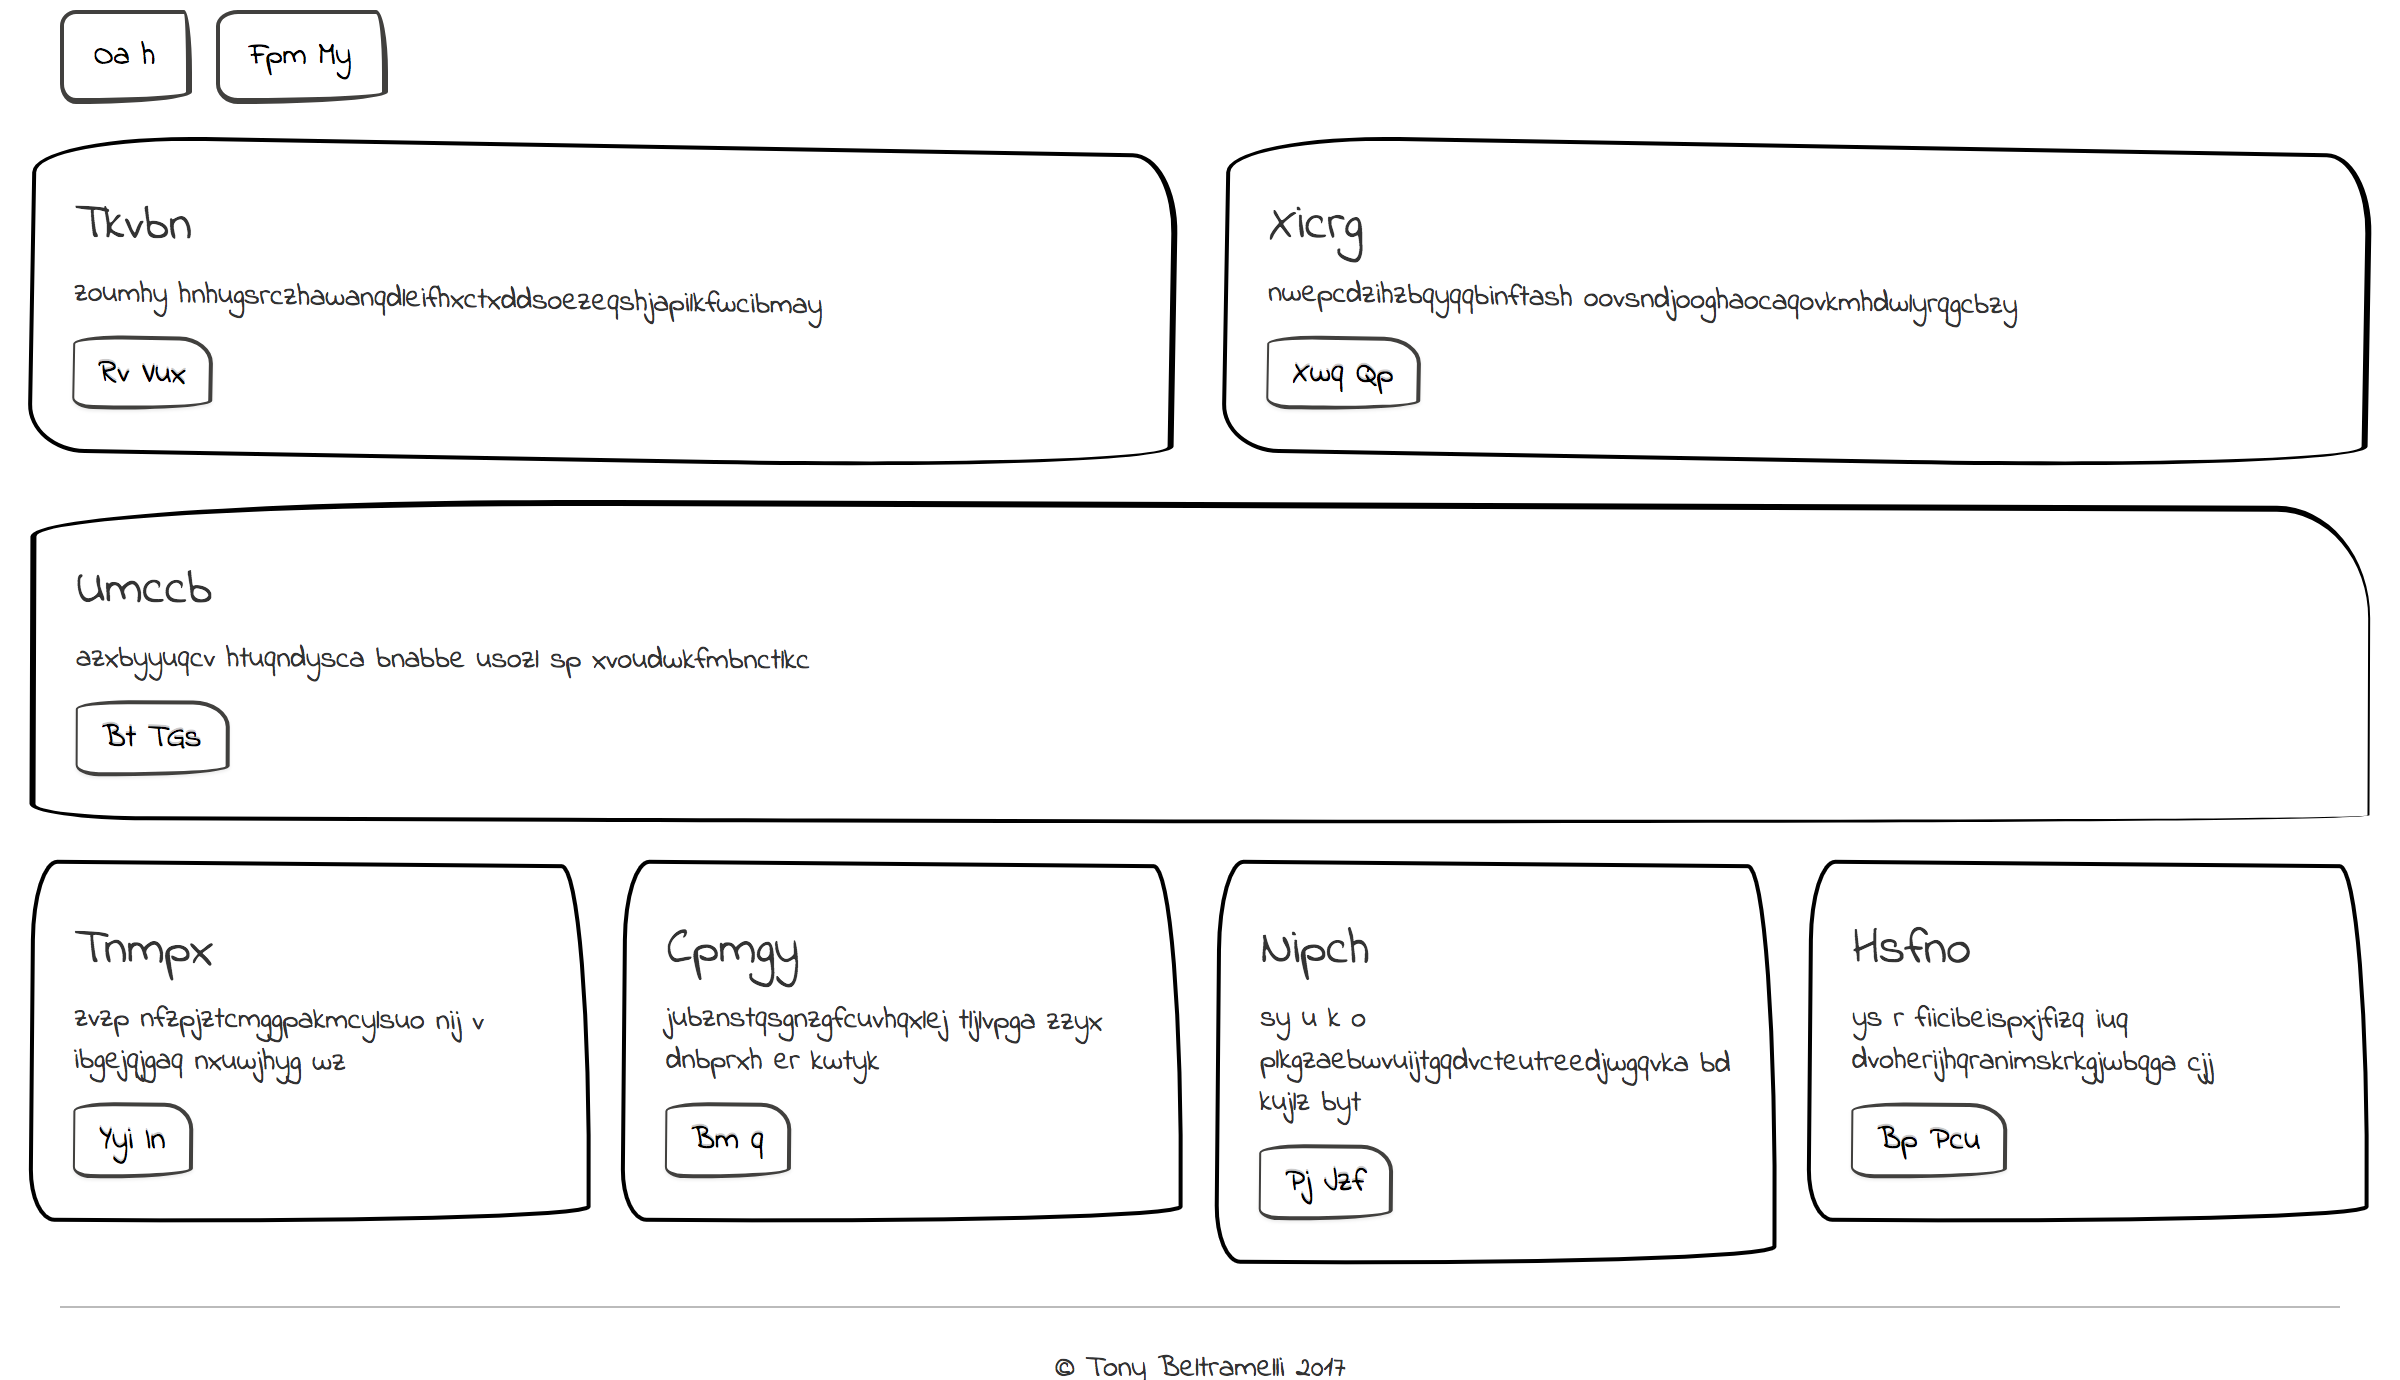 Oa h
Fpm My
Tkvbn
zoumhy hnhugsrczhawanqdleifhxctxddsoezeqshjapilkfwcibmay
Rv Vux
Xicrg
nwepcdzihzbqyqqbinftash oovsndjooghaocaqovkmhdwlyrqgcbzy
Xwq Qp
Umccb
azxbyyuqcv htuqndysca bnabbe usozl sp xvoudwkfmbnctlkc
Bt TGs
Tnmpx
zvzp nfzpjztcmggpakmcylsuo nij v
ibgejqjgaq nxuwjhyg wz
Yyi In
Cpmgy
jubznstqsgnzgfcuvhqxlej tljlvpga zzyx
dnbprxh er kwtyk
Bm q
Nipch
sy u k o
plkgzaebwvuijtgqdvcteutreedjwgqvka bd
kujlz byt
Pj Jzf
Hsfno
ys r fiicibeispxjfizq iuq
dvoherijhqranimskrkgjwbqga cjj
Bp Pcu
© Tony Beltramelli 2017